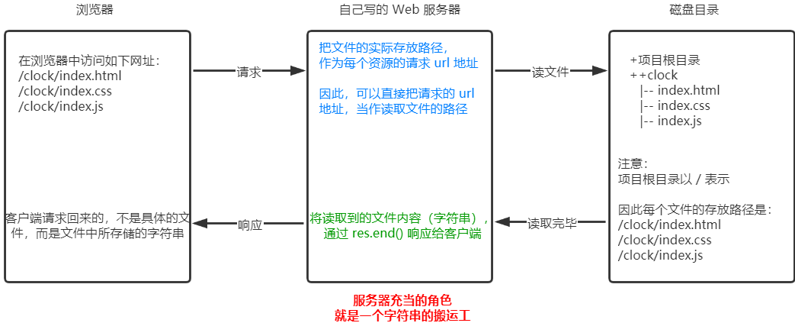 浏览器
自己写的 Web 服务器
磁盘目录
在浏览器中访问如下网址：
/clock/index.html
/clock/index.css
/clock/index.js
请求
把文件的实际存放路径，
作为每个资源的请求 url 地址
因此，可以直接把请求的 url
地址，当作读取文件的路径
读文件
+项目根目录
++clock
|-- index.html
|-- index.css
|-- index.js
注意：
项目根目录以 / 表示
因此每个文件的存放路径是：
/clock/index.html
/clock/index.css
/clock/index.js
读取完毕
将读取到的文件内容（字符串），
通过 res.end() 响应给客户端
响应
客户端请求回来的，不是具体的文
件，而是文件中所存储的字符串
服务器充当的角色
就是一个字符串的搬运工